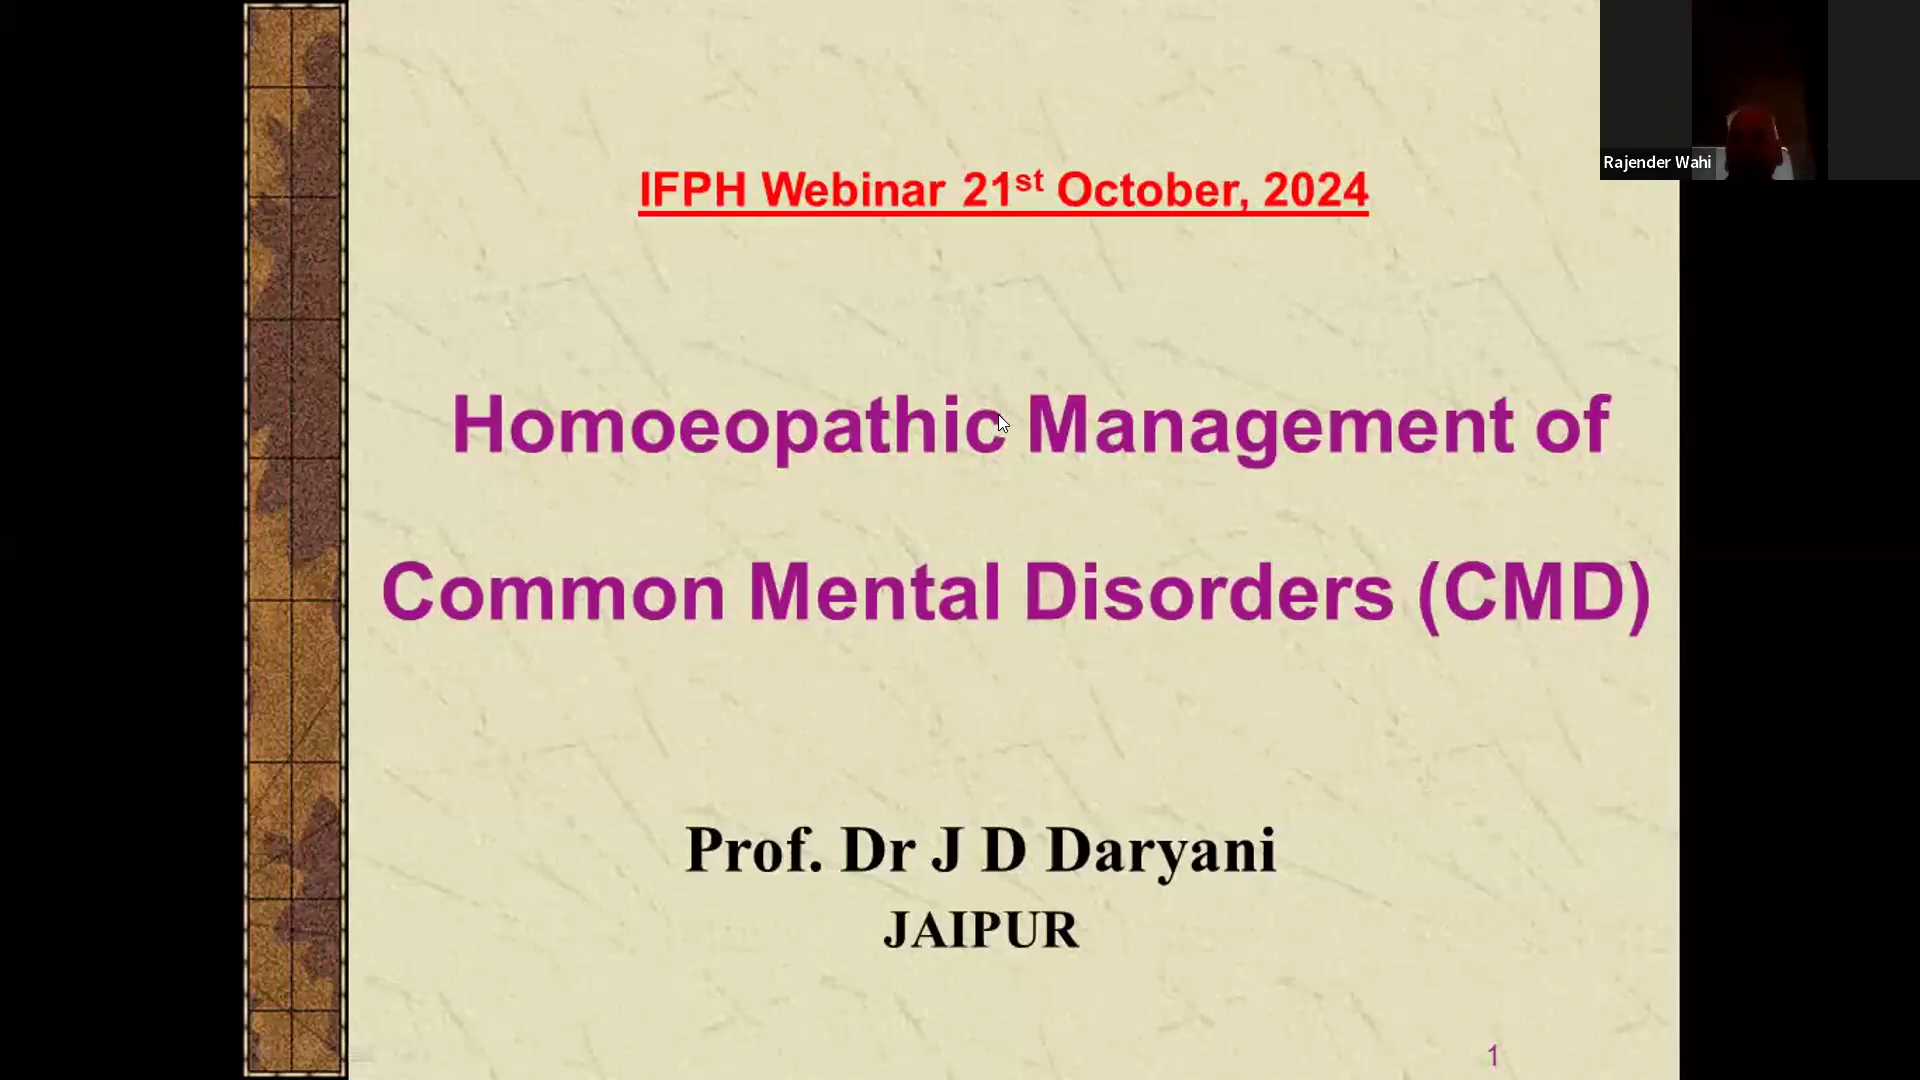 IFPH Webinar 21st October, 2024
Rajender Wahi
Homoeopathic Management of
Common Mental Disorders (CMD)
Prof. Dr J D Daryani
JAIPUR
1